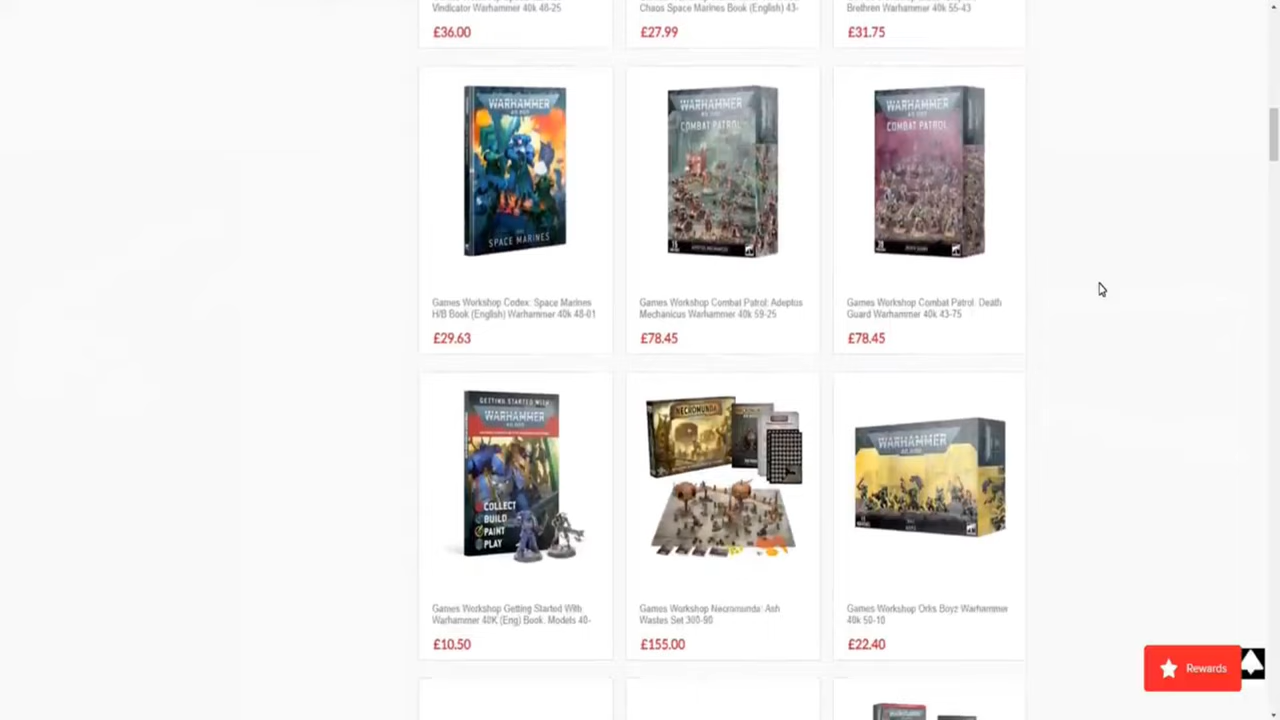 Vindicator Warhammer 40k 48-25
Chaos Space Marines Book (English) 43-
Brethren Warhammer 40k 55-43
£36.00
£27.99
£31.75
WARHAMMER
SPACE MARINES
WARHAMMER
COMBAT PATROL
ADEPTUS MECHANICUS
WARHAMMER
COMBAT PATROL
DEATH GUARD
Games Workshop Codex: Space Marines
H/B Book (English) Warhammer 40k 48-01
£29.63
Games Workshop Combat Patrol: Adeptus
Mechanicus Warhammer 40k 59-25
£78.45
Games Workshop Combat Patrol: Death
Guard Warhammer 40k 43-75
£78.45
GETTING STARTED WITH
WARHAMMER
COLLECT
BUILD
PAINT
PLAY
NECROMUNDA
WARHAMMER
Games Workshop Getting Started With
Warhammer 40K (Eng) Book. Models 40-
£10.50
Games Workshop Necromunda: Ash
Wastes Set 300-90
£155.00
Games Workshop Orks Boyz Warhammer
40k 50-10
£22.40
Rewards